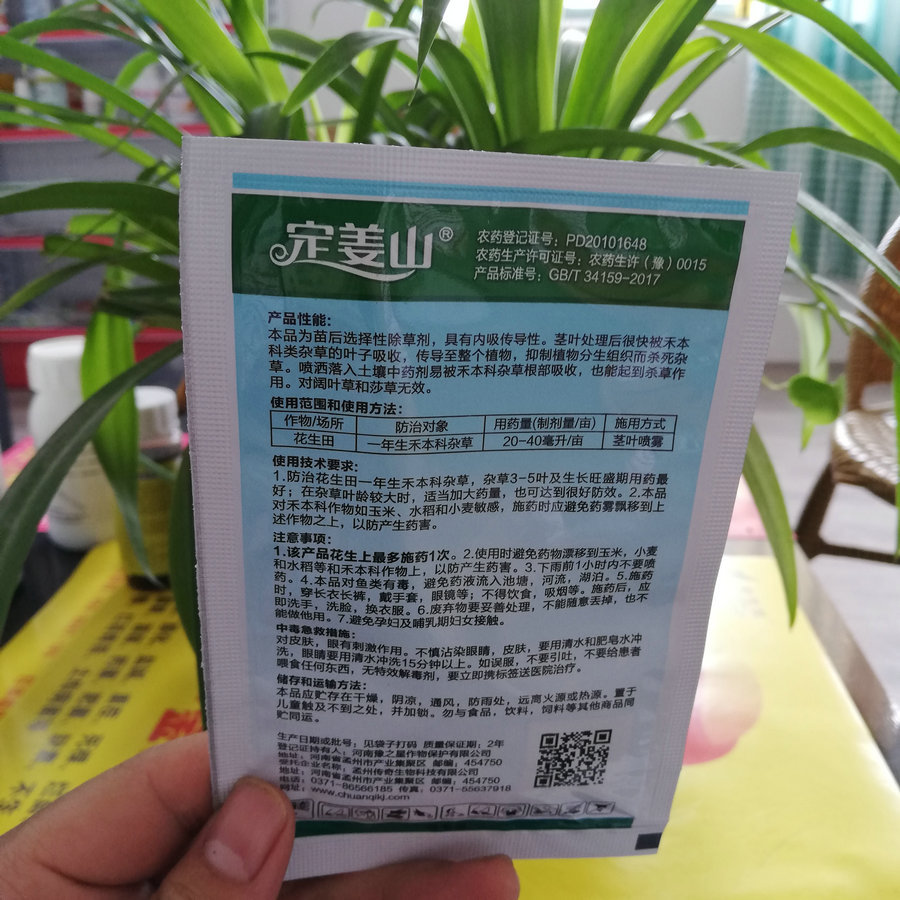 定姜山®
农药登记证号：PD20101648
农药生产许可证号：农药生许（豫）0015
产品标准号：GB/T 34159-2017
产品性能：
本品为苗后选择性除草剂，具有内吸传导性。茎叶处理后很快被禾本
科类杂草的叶子吸收，传导至整个植物，抑制植物分生组织而杀死杂
草。喷洒落入土壤中药剂易被禾本科杂草根部吸收，也能起到杀草作
用。对阔叶草和莎草无效。
使用范围和使用方法：
作物/场所 防治对象 用药量(制剂量/亩) 施用方式
花生田 一年生禾本科杂草 20-40毫升/亩 茎叶喷雾
使用技术要求：
1.防治花生田一年生禾本科杂草，杂草3-5叶及生长旺盛期用药最
好；在杂草叶龄较大时，适当加大药量，也可达到很好防效。2.本品
对禾本科作物如玉米、水稻和小麦敏感，施药时应避免药雾飘移到上
述作物之上，以防产生药害。
注意事项：
1.该产品花生上最多施药1次。2.使用时避免药物漂移到玉米，小麦
和水稻等和禾本科作物上，以防产生药害。3.下雨前1小时内不要喷
药。4.本品对鱼类有毒，避免药液流入池塘，河流，湖泊。5.施药
时，穿长衣长裤，戴手套，眼镜等；不得饮食，吸烟等。施药后，应
即洗手，洗脸，换衣服。6.废弃物要妥善处理，不能随意丢掉，也不
能做他用。7.避免孕妇及哺乳期妇女接触。
中毒急救措施：
对皮肤，眼有刺激作用。不慎沾染眼睛，皮肤，要用清水和肥皂水冲
洗，眼睛要用清水冲洗15分钟以上。如误服，不要引吐，不要给患者
喂食任何东西，无特效解毒剂，要立即携标签送医院治疗。
储存和运输方法：
本品应贮存在干燥，阴凉，通风，防雨处，远离火源或热源。置于
儿童触及不到之处，并加锁。勿与食品，饮料，饲料等其他商品同
贮同运。
生产日期或批号：见袋子打码 质量保证期：2年
登记证持有人：河南豫之星作物保护有限公司
地址：河南省孟州市产业集聚区 邮编：454750
受托企业名称：孟州传奇生物科技有限公司
地址：河南省孟州市产业集聚区 邮编：454750
电话：0371-86566185 传真：0371-55637918
网址：www.chuanqikj.com